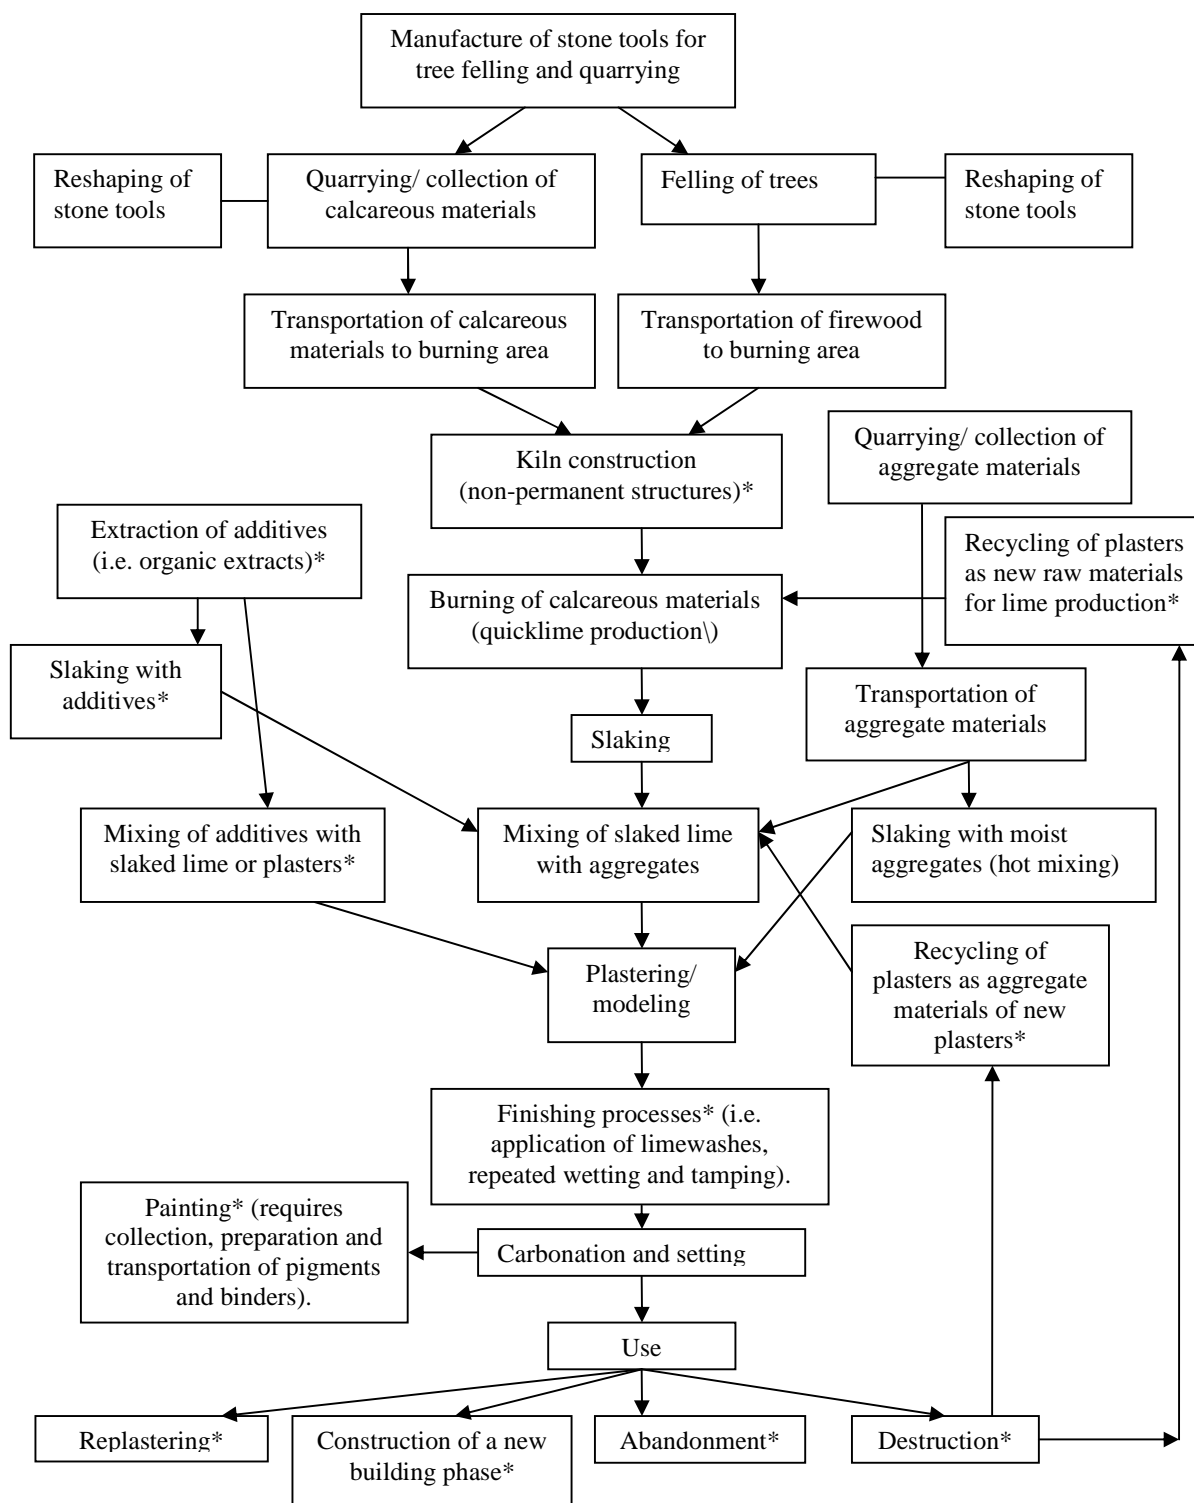 Manufacture of stone tools for
tree felling and quarrying
Reshaping of
stone tools
Quarrying/ collection of
calcareous materials
Felling of trees
Reshaping of
stone tools
Transportation of calcareous
materials to burning area
Transportation of firewood
to burning area
Kiln construction
(non-permanent structures)*
Quarrying/ collection of
aggregate materials
Extraction of additives
(i.e. organic extracts)*
Recycling of plasters
as new raw materials
for lime production*
Burning of calcareous materials
(quicklime production\)
Slaking with
additives*
Transportation of
aggregate materials
Slaking
Mixing of additives with
slaked lime or plasters*
Mixing of slaked lime
with aggregates
Slaking with moist
aggregates (hot mixing)
Plastering/
modeling
Recycling of
plasters as aggregate
materials of new
plasters*
Finishing processes* (i.e.
application of limewashes,
repeated wetting and tamping).
Painting* (requires
collection, preparation and
transportation of pigments
and binders).
Carbonation and setting
Use
Replastering*
Construction of a new
building phase*
Abandonment*
Destruction*